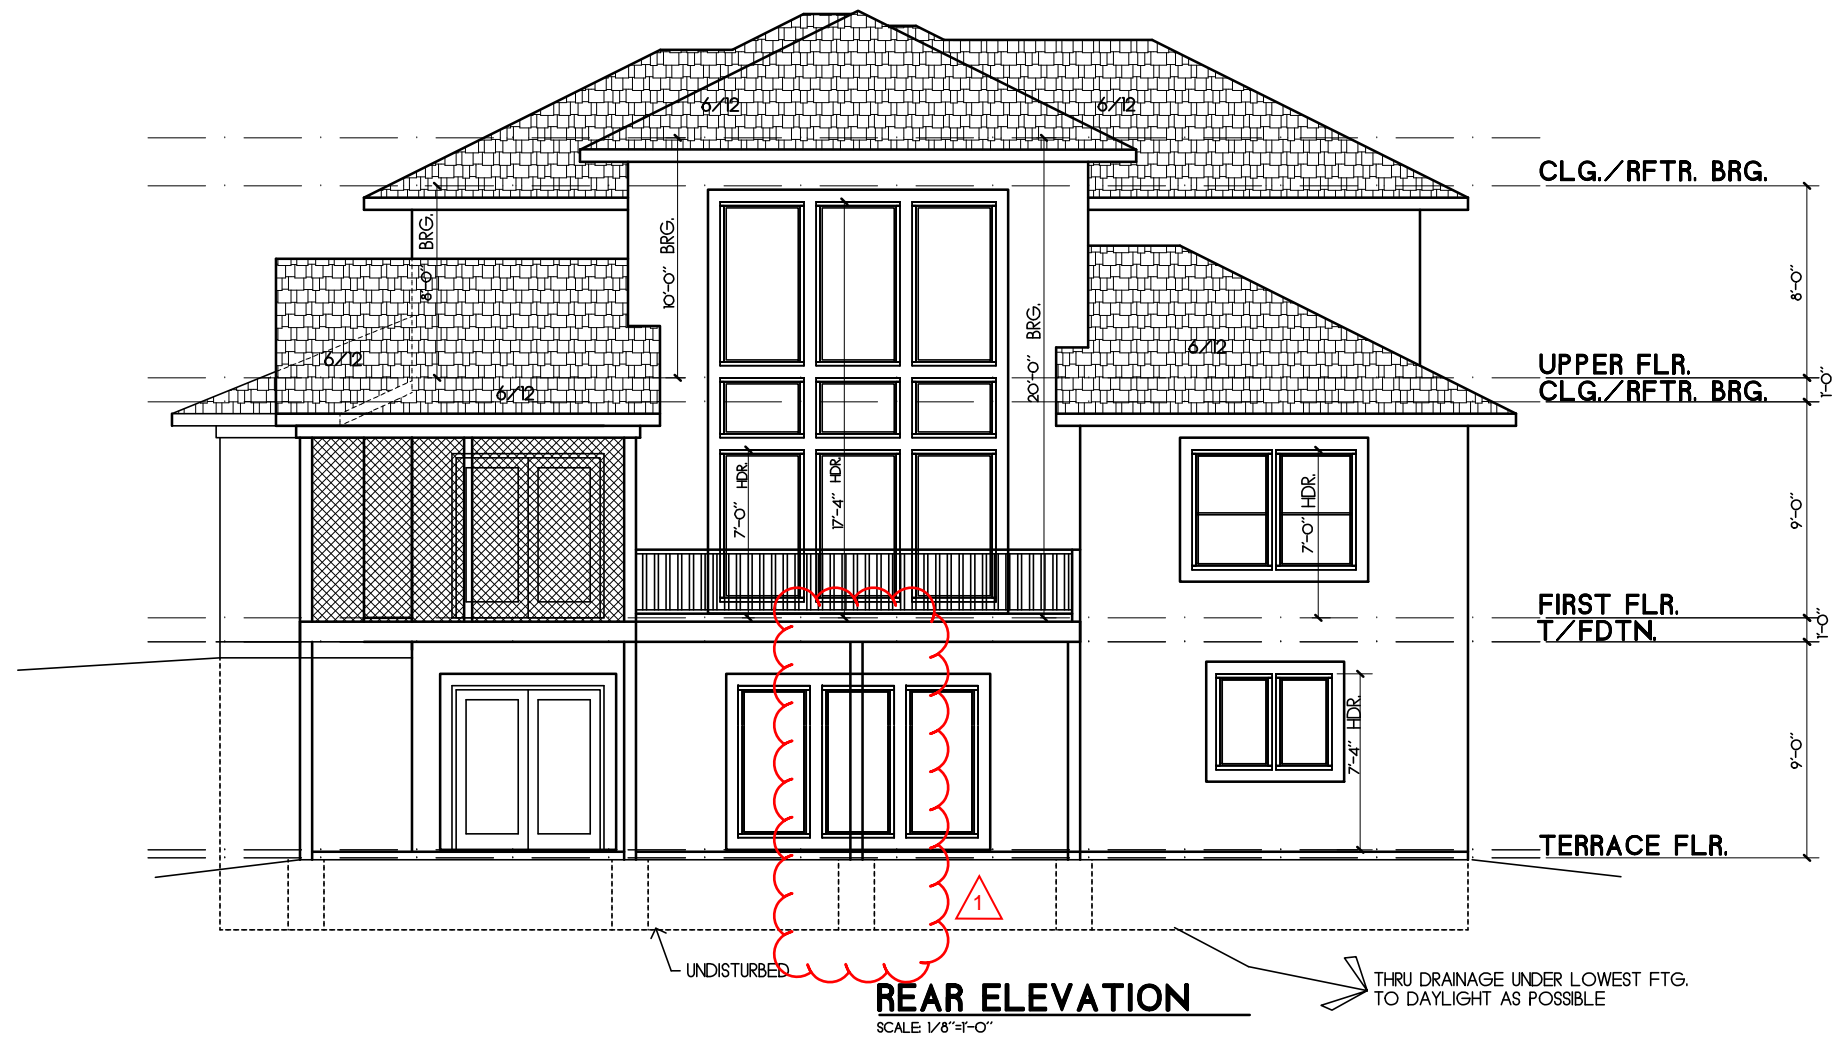 6/12
6/12
CLG./RFTR. BRG.
8'-0" BRG.
10'-0" BRG.
8'-0"
20'-0" BRG.
6/12
6/12
6/12
UPPER FLR.
1'-0"
CLG./RFTR. BRG.
7'-0" HDR.
17'-4" HDR.
7'-0" HDR.
9'-0"
FIRST FLR.
1'-0"
T/FDTN.
7'-4" HDR.
9'-0"
TERRACE FLR.
1
UNDISTURBED
THRU DRAINAGE UNDER LOWEST FTG.
TO DAYLIGHT AS POSSIBLE
REAR ELEVATION
SCALE: 1/8"=1'-0"